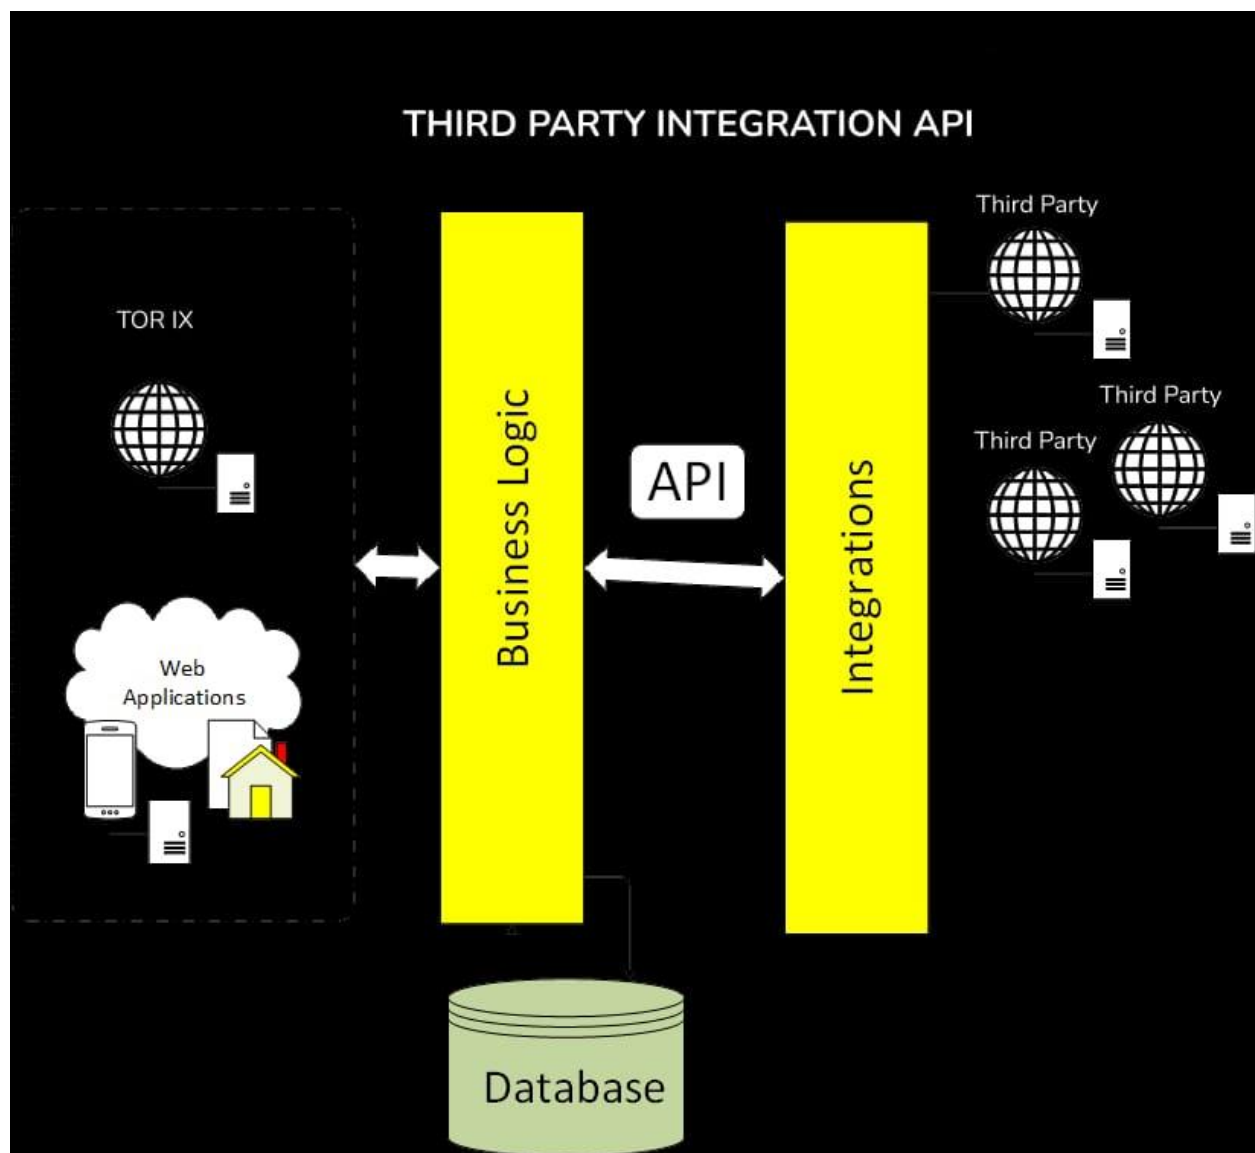 THIRD PARTY INTEGRATION API
Third Party
TOR IX
Third Party
Third Party
Business Logic
API
Integrations
Web
Applications
Database